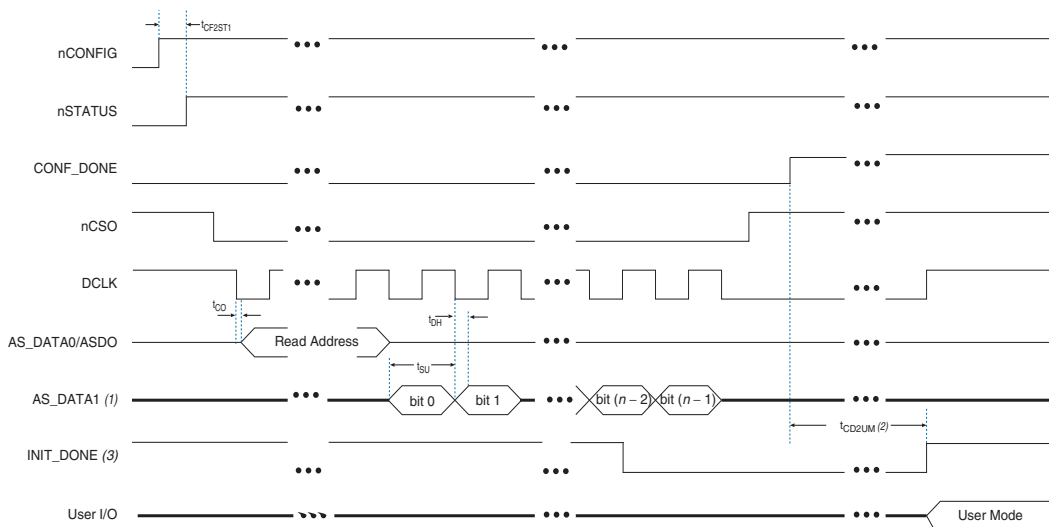 tCF2ST1
nCONFIG
nSTATUS
CONF_DONE
nCSO
DCLK
tCO
tDH
AS_DATA0/ASDO
Read Address
tSU
AS_DATA1 (1)
bit 0
bit 1
bit (n − 2)
bit (n − 1)
tCD2UM (2)
INIT_DONE (3)
User I/O
User Mode